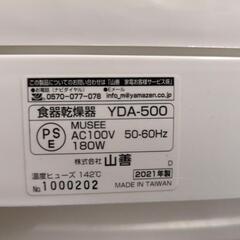 この製品についてのお問い合わせは「山善 家電お客様サービス係」
●お電話（ナビダイヤル） ●Eメール
0570-077-078 info_m@yamazen.co.jp
食器乾燥器 YDA-500
PS
E
MUSEE
AC100V 50-60Hz
180W
株式会社 山善
D
温度ヒューズ 142℃ 2021年製
No 1000202 MADE IN TAIWAN